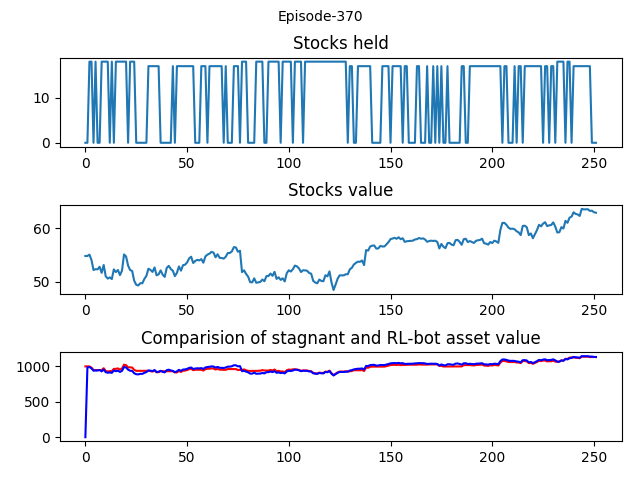 Episode-370
Stocks held
10
0
0 50 100 150 200 250
Stocks value
60
50
0 50 100 150 200 250
Comparision of stagnant and RL-bot asset value
1000
500
0
0 50 100 150 200 250